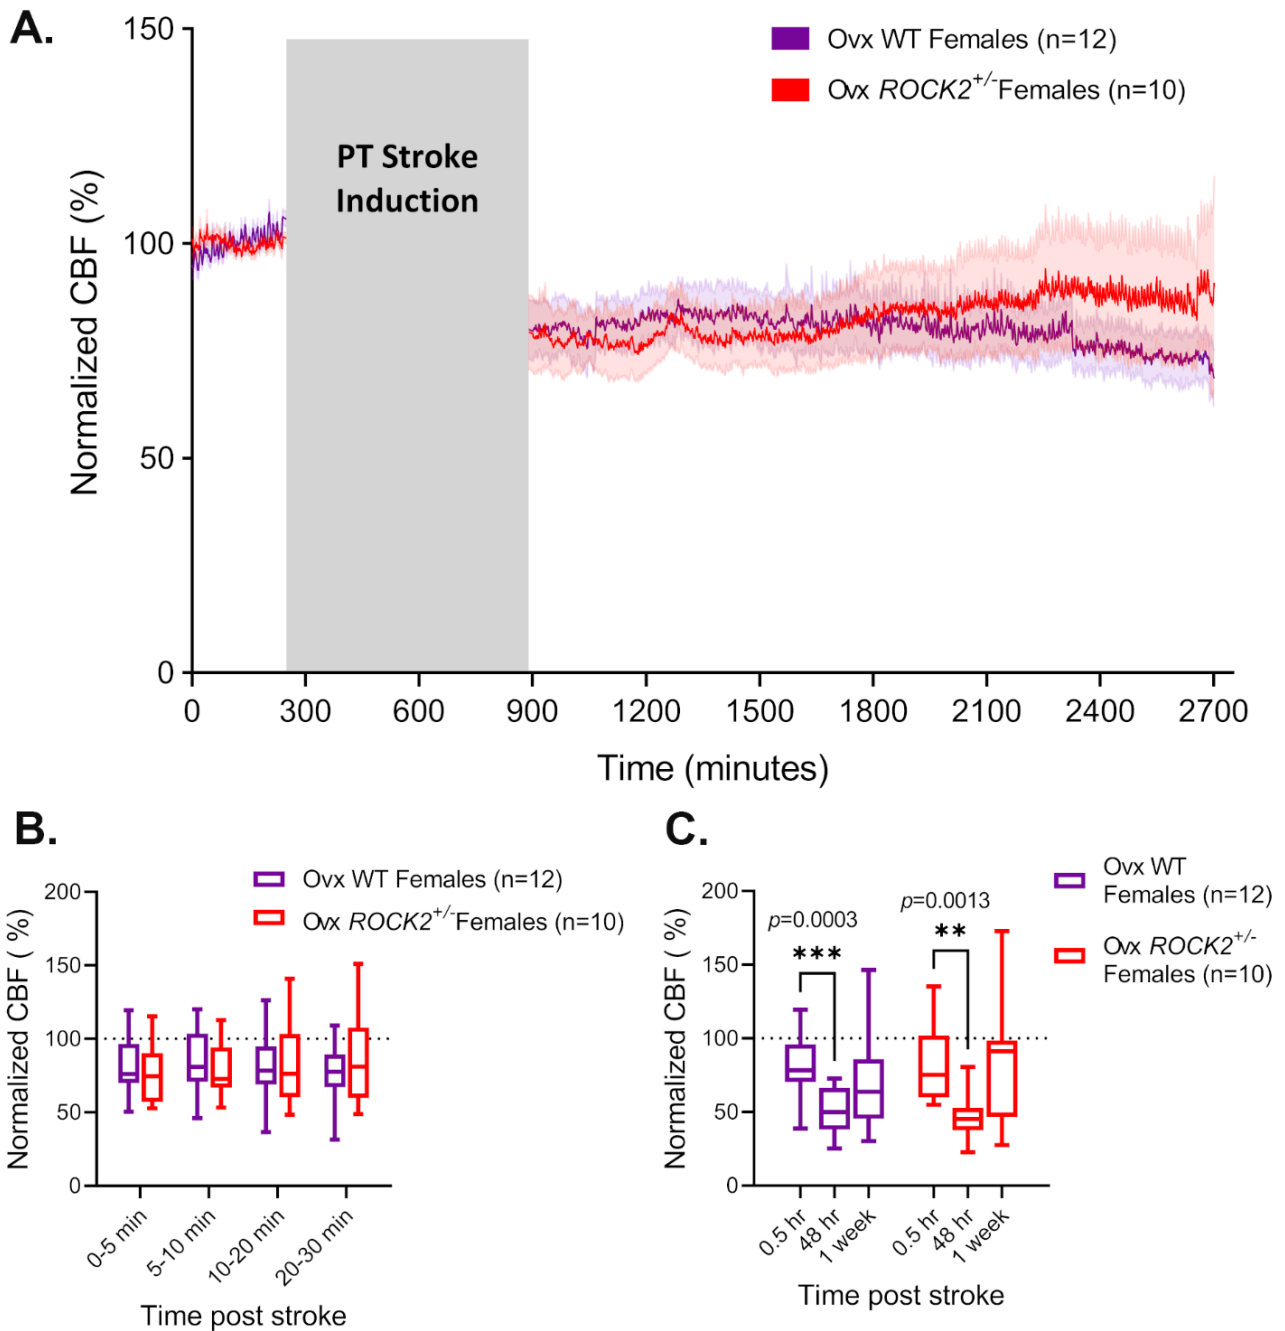 A.
Ovx WT Females (n=12)
Ovx ROCK2+/-Females (n=10)
PT Stroke
Induction
Normalized CBF (%)
150
100
50
0
0 300 600 900 1200 1500 1800 2100 2400 2700
Time (minutes)
B.
Ovx WT Females (n=12)
Ovx ROCK2+/-Females (n=10)
Normalized CBF ( %)
200
150
100
50
0
0-5 min 5-10 min 10-20 min 20-30 min
Time post stroke
C.
Ovx WT
Females (n=12)
Ovx ROCK2+/-
Females (n=10)
Normalized CBF ( %)
200
150
100
50
0
p=0.0003
***
p=0.0013
**
0.5 hr 48 hr 1 week 0.5 hr 48 hr 1 week
Time post stroke